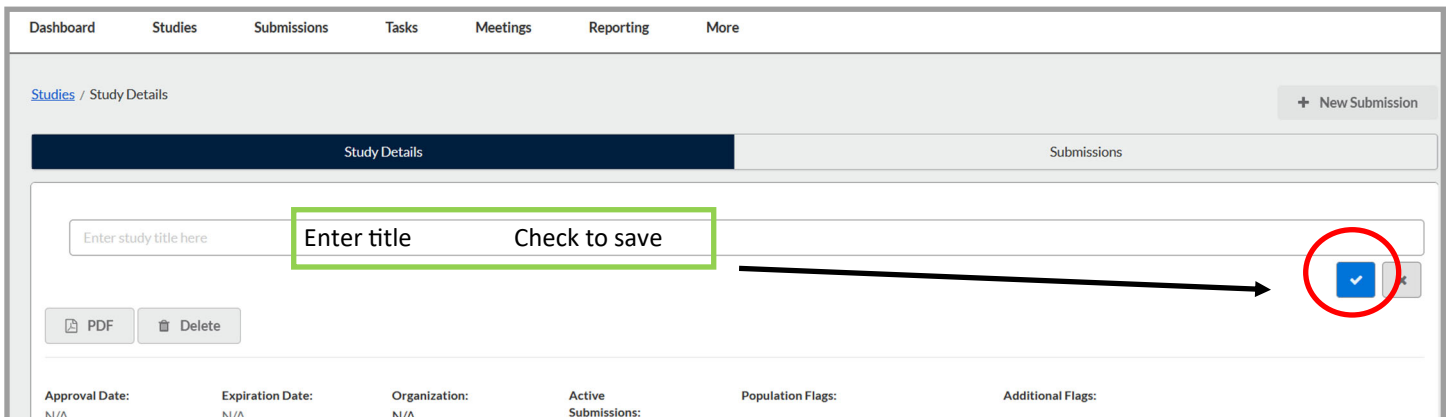 Dashboard Studies Submissions Tasks Meetings Reporting More
Studies / Study Details
+ New Submission
Study Details Submissions
Enter study title here Enter title Check to save
PDF Delete
Approval Date: Expiration Date: Organization: Active Submissions: Population Flags: Additional Flags:
N/A N/A N/A